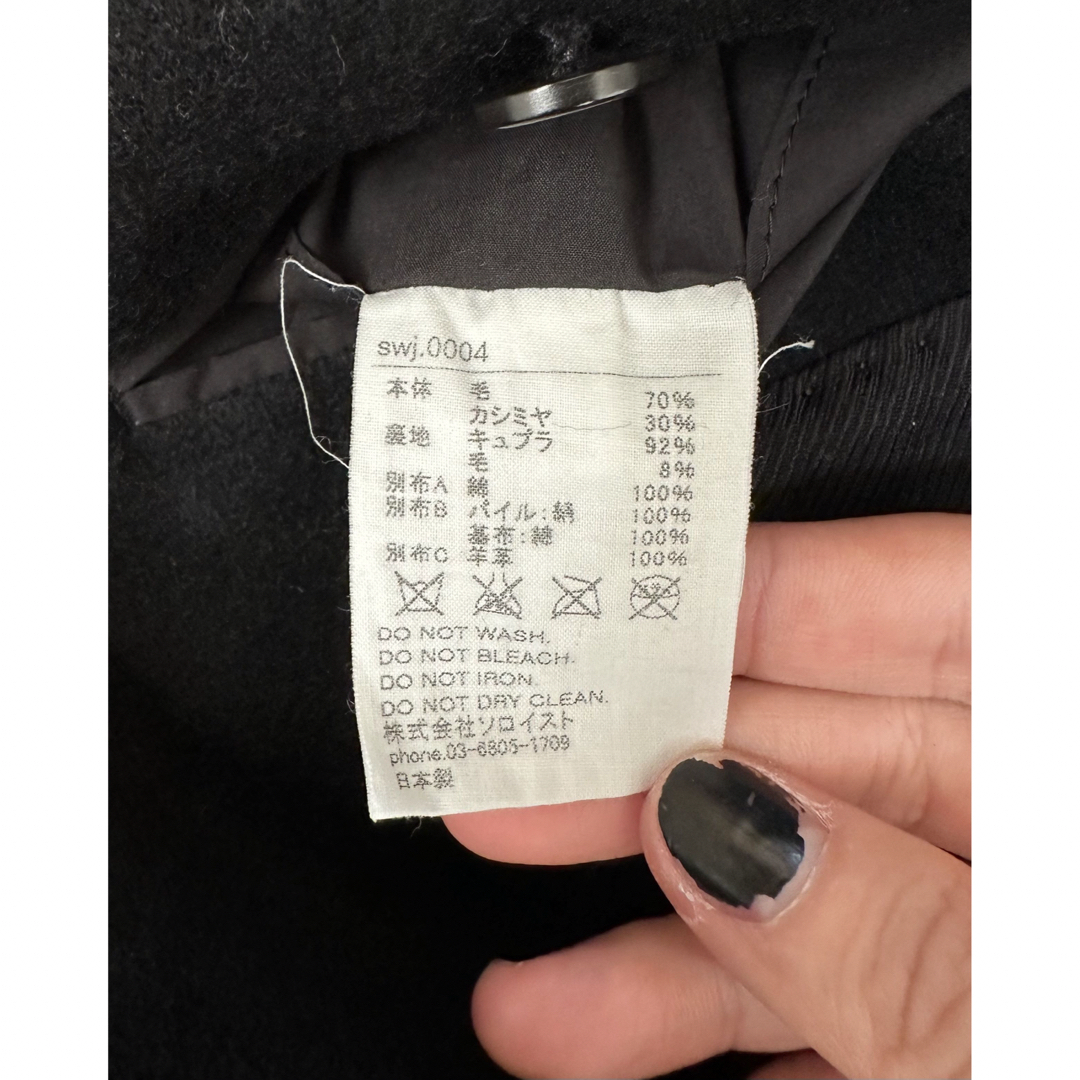 swj.0004
本体 毛 70%
カシミヤ 30%
裏地 キュプラ 92%
毛 8%
別布A 綿 100%
別布B パイル:絹 100%
基布:綿 100%
別布C 羊革 100%
DO NOT WASH.
DO NOT BLEACH.
DO NOT IRON.
DO NOT DRY CLEAN.
株式会社ソロイスト
phone.03-6805-1709
日本製